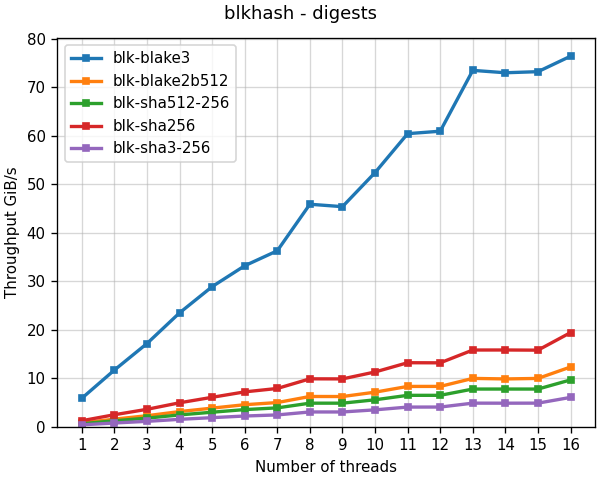 blkhash - digests
80
70
60
50
40
30
20
10
0
Throughput GiB/s
blk-blake3
blk-blake2b512
blk-sha512-256
blk-sha256
blk-sha3-256
1 2 3 4 5 6 7 8 9 10 11 12 13 14 15 16
Number of threads